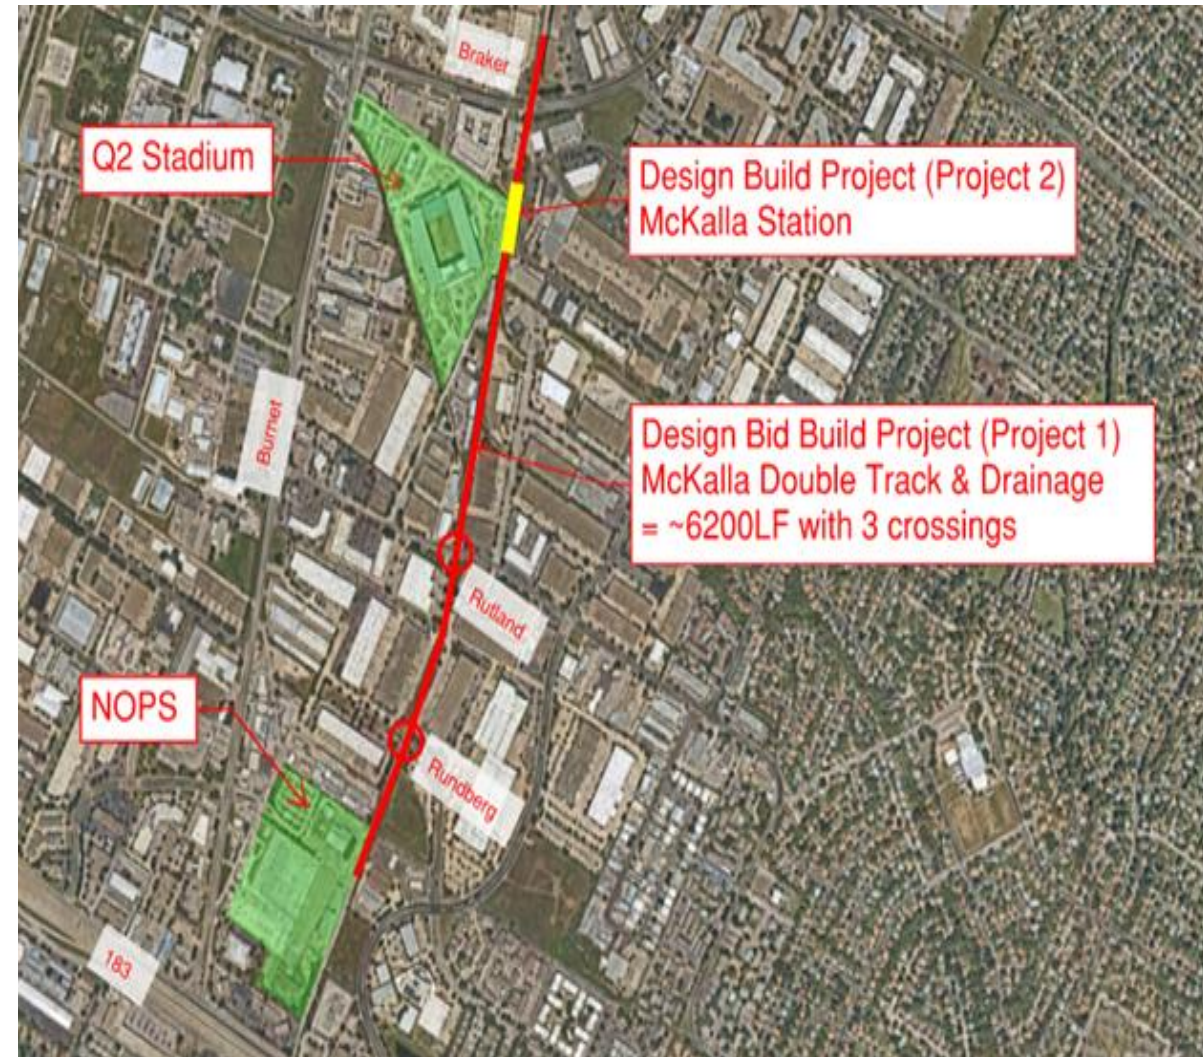 Braker
Q2 Stadium
Design Build Project (Project 2)
McKalla Station
Burnet
Design Bid Build Project (Project 1)
McKalla Double Track & Drainage
= ~6200LF with 3 crossings
Rutland
NOPS
Rundberg
183